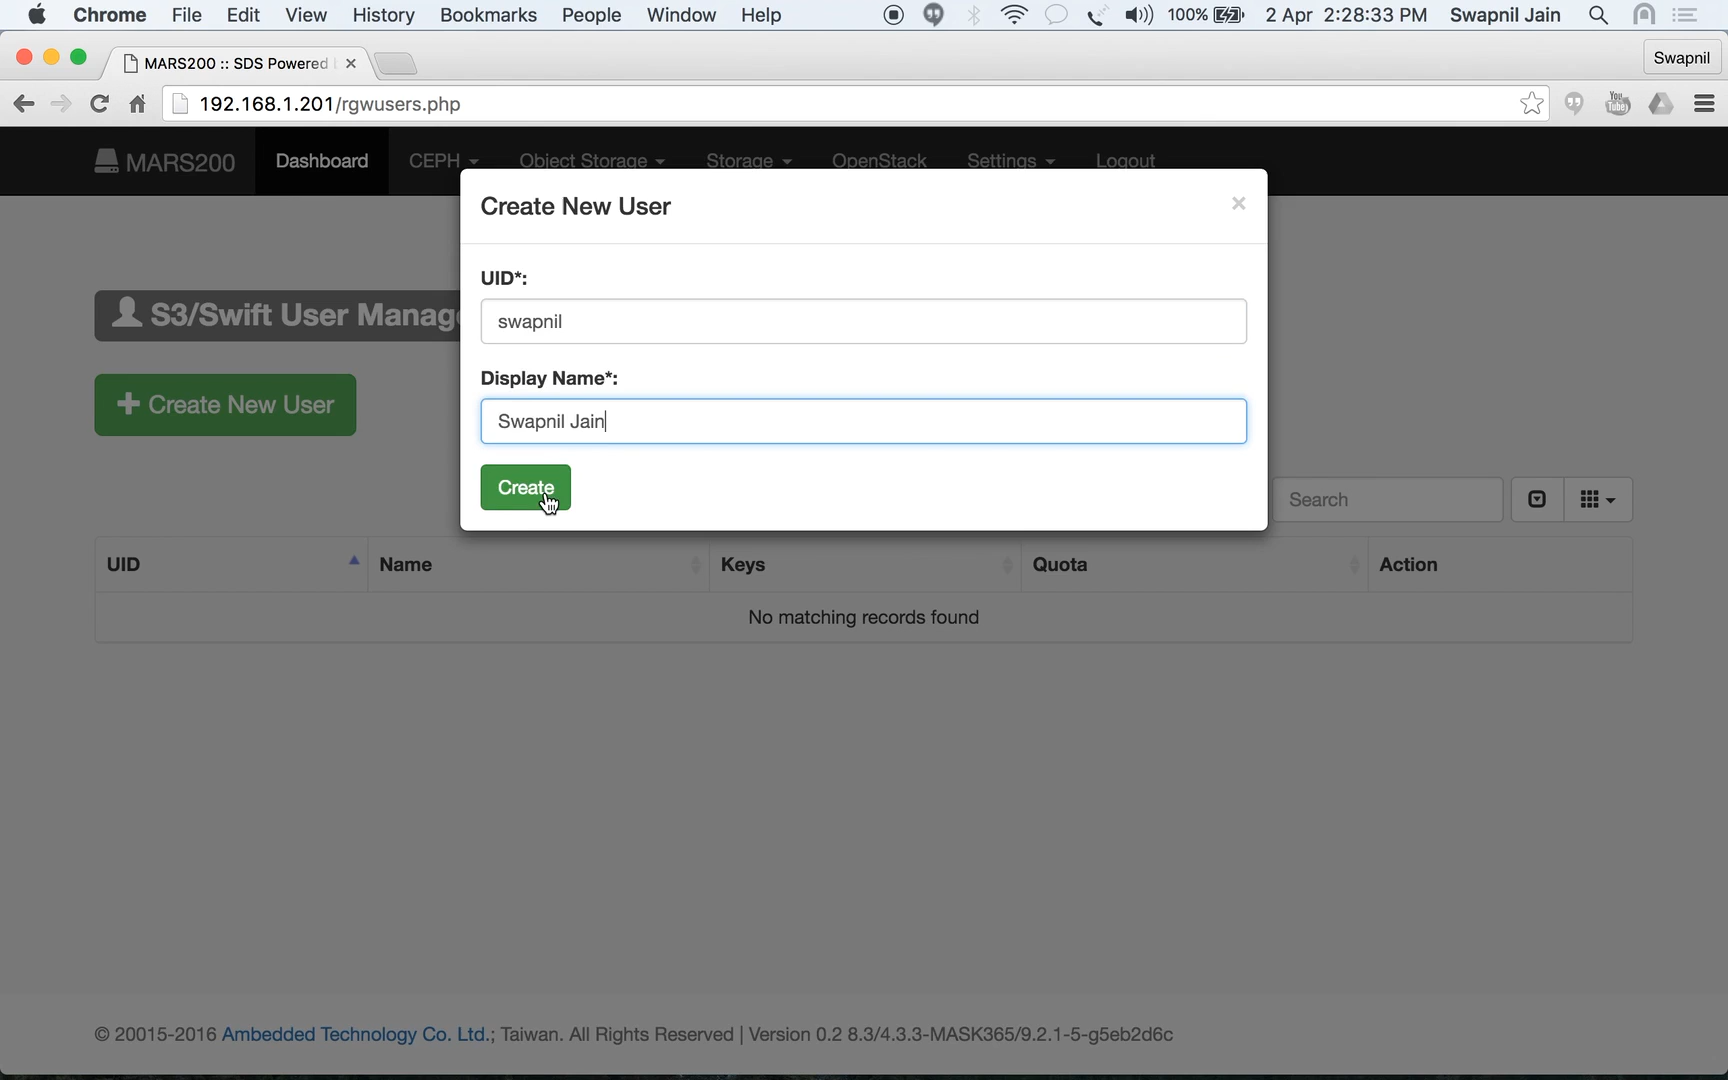 Chrome File Edit View History Bookmarks People Window Help 100% 2 Apr 2:28:33 PM Swapnil Jain
MARS200 :: SDS Powered Swapnil
192.168.1.201/rgwusers.php You Tube
MARS200 Dashboard CEPH Object Storage Storage OpenStack Settings Logout
Create New User ×
UID*:
swapnil
S3/Swift User Manag
Display Name*:
Swapnil Jain
Create New User
Create
Search
UID Name Keys Quota Action
No matching records found
© 20015-2016 Ambedded Technology Co. Ltd.; Taiwan. All Rights Reserved | Version 0.2 8.3/4.3.3-MASK365/9.2.1-5-g5eb2d6c